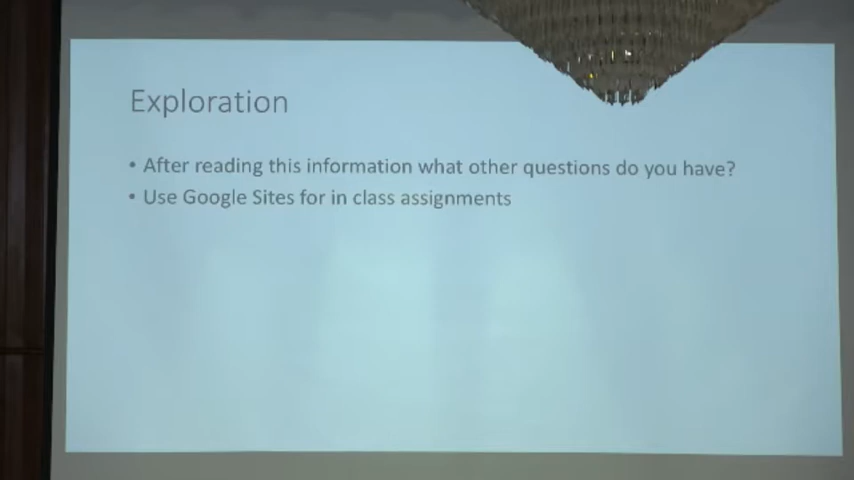 Exploration
• After reading this information what other questions do you have?
• Use Google Sites for in class assignments